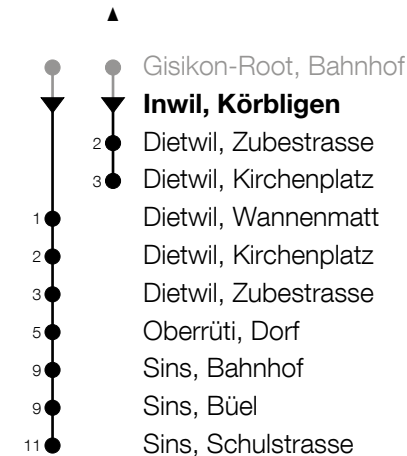 Gisikon-Root, Bahnhof
Inwil, Körbligen
2 Dietwil, Zubestrasse
3 Dietwil, Kirchenplatz
1 Dietwil, Wannenmatt
2 Dietwil, Kirchenplatz
3 Dietwil, Zubestrasse
5 Oberrüti, Dorf
9 Sins, Bahnhof
9 Sins, Büel
11 Sins, Schulstrasse